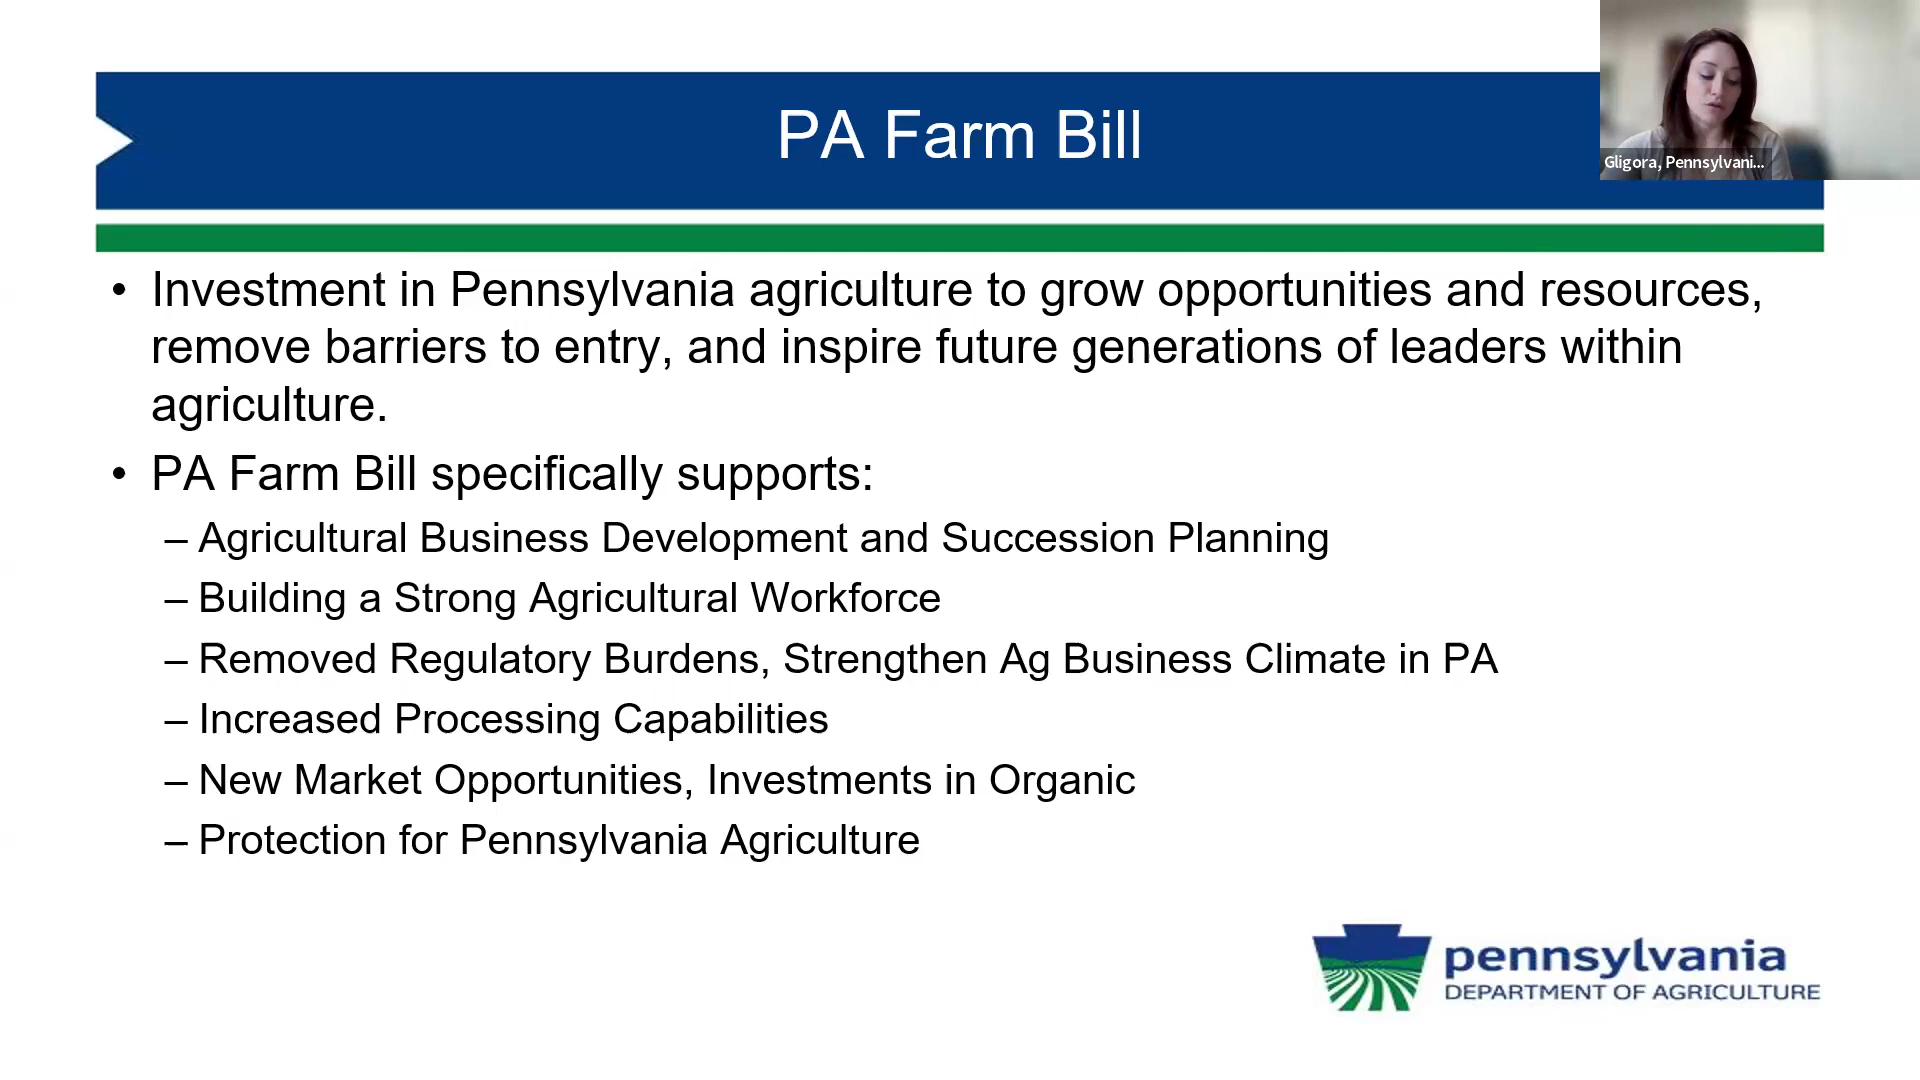 PA Farm Bill
Gligora, Pennsylvani...
• Investment in Pennsylvania agriculture to grow opportunities and resources,
remove barriers to entry, and inspire future generations of leaders within
agriculture.
• PA Farm Bill specifically supports:
– Agricultural Business Development and Succession Planning
– Building a Strong Agricultural Workforce
– Removed Regulatory Burdens, Strengthen Ag Business Climate in PA
– Increased Processing Capabilities
– New Market Opportunities, Investments in Organic
– Protection for Pennsylvania Agriculture
pennsylvania
DEPARTMENT OF AGRICULTURE